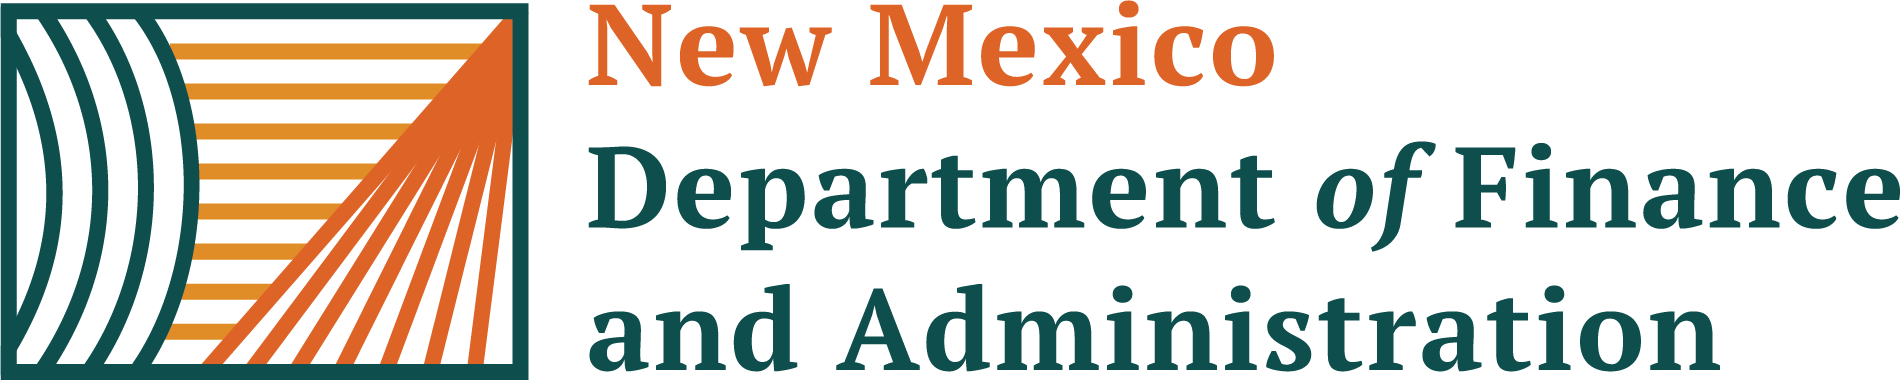 New Mexico
Department of Finance
and Administration